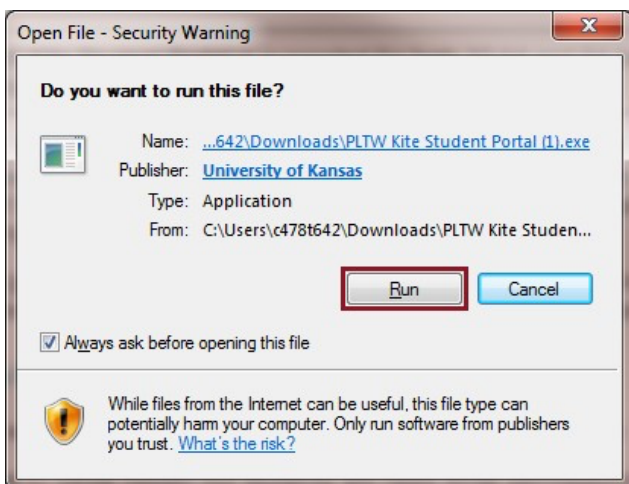 Open File - Security Warning
Do you want to run this file?
Name: ...642\Downloads\PLTW Kite Student Portal (1).exe
Publisher: University of Kansas
Type: Application
From: C:\Users\c478t642\Downloads\PLTW Kite Studen...
Run Cancel
Always ask before opening this file
While files from the Internet can be useful, this file type can
potentially harm your computer. Only run software from publishers
you trust. What's the risk?